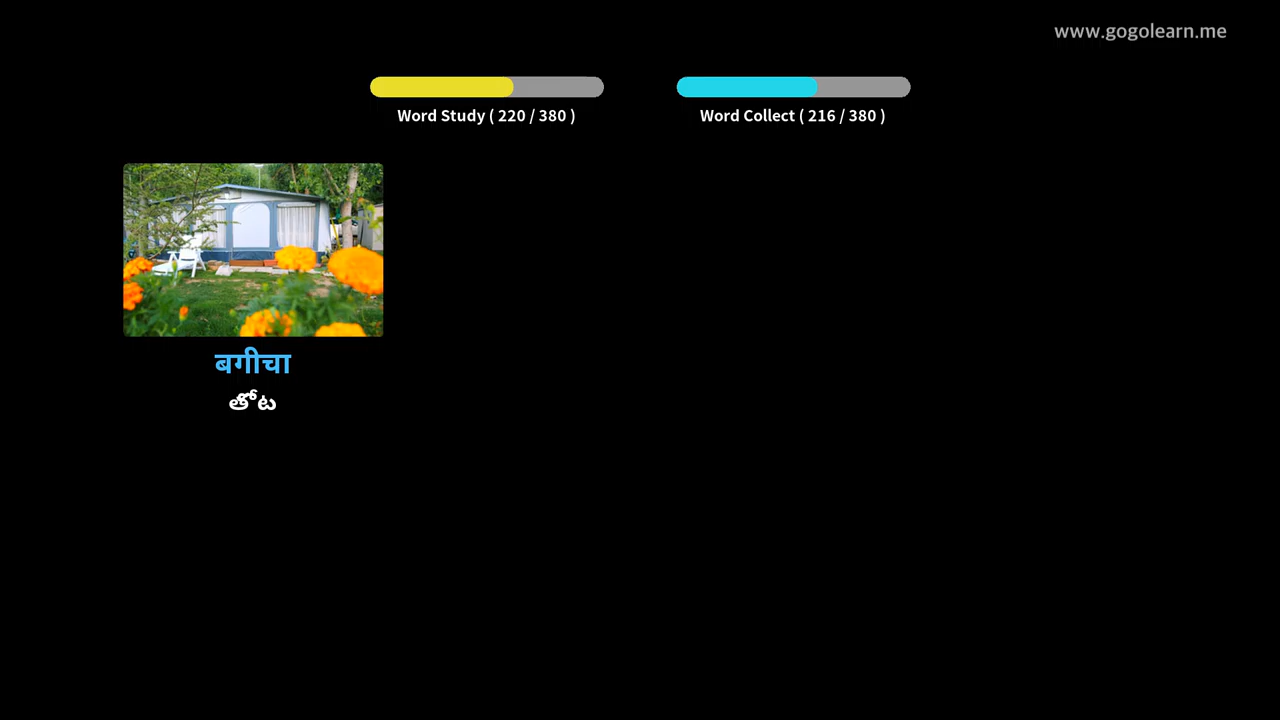 www.gogolearn.me
Word Study ( 220 / 380 )
Word Collect ( 216 / 380 )
बगीचा
తోట